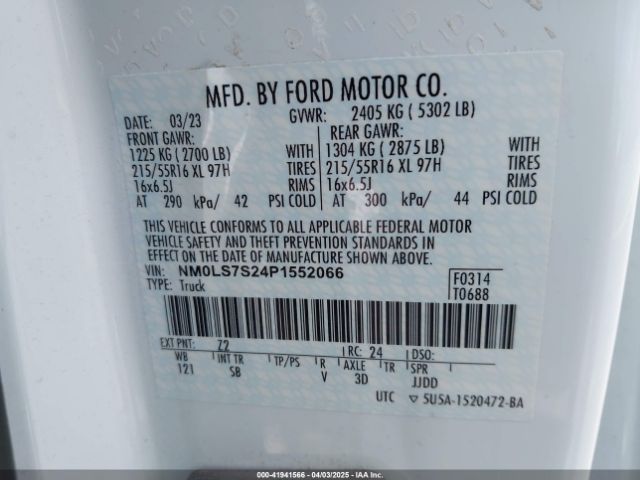 MFD. BY FORD MOTOR CO.
DATE: 03/23 GVWR: 2405 KG ( 5302 LB)
FRONT GAWR: REAR GAWR:
1225 KG ( 2700 LB) WITH 1304 KG ( 2875 LB) WITH
215/55R16 XL 97H TIRES 215/55R16 XL 97H TIRES
16x6.5J RIMS 16x6.5J RIMS
AT 290 kPa/ 42 PSI COLD AT 300 kPa/ 44 PSI COLD
THIS VEHICLE CONFORMS TO ALL APPLICABLE FEDERAL MOTOR
VEHICLE SAFETY AND THEFT PREVENTION STANDARDS IN
EFFECT ON THE DATE OF MANUFACTURE SHOWN ABOVE.
VIN: NM0LS7S24P1552066 F0314
TYPE: Truck T0688
EXT PNT: Z2 RC: 24 DSO:
WB INT TR TP/PS R AXLE TR SPR
121 SB V 3D JJDD
UTC ▽ 5U5A-1520472-BA
00-41941566 - 04/03/2025 - IAAI.COM